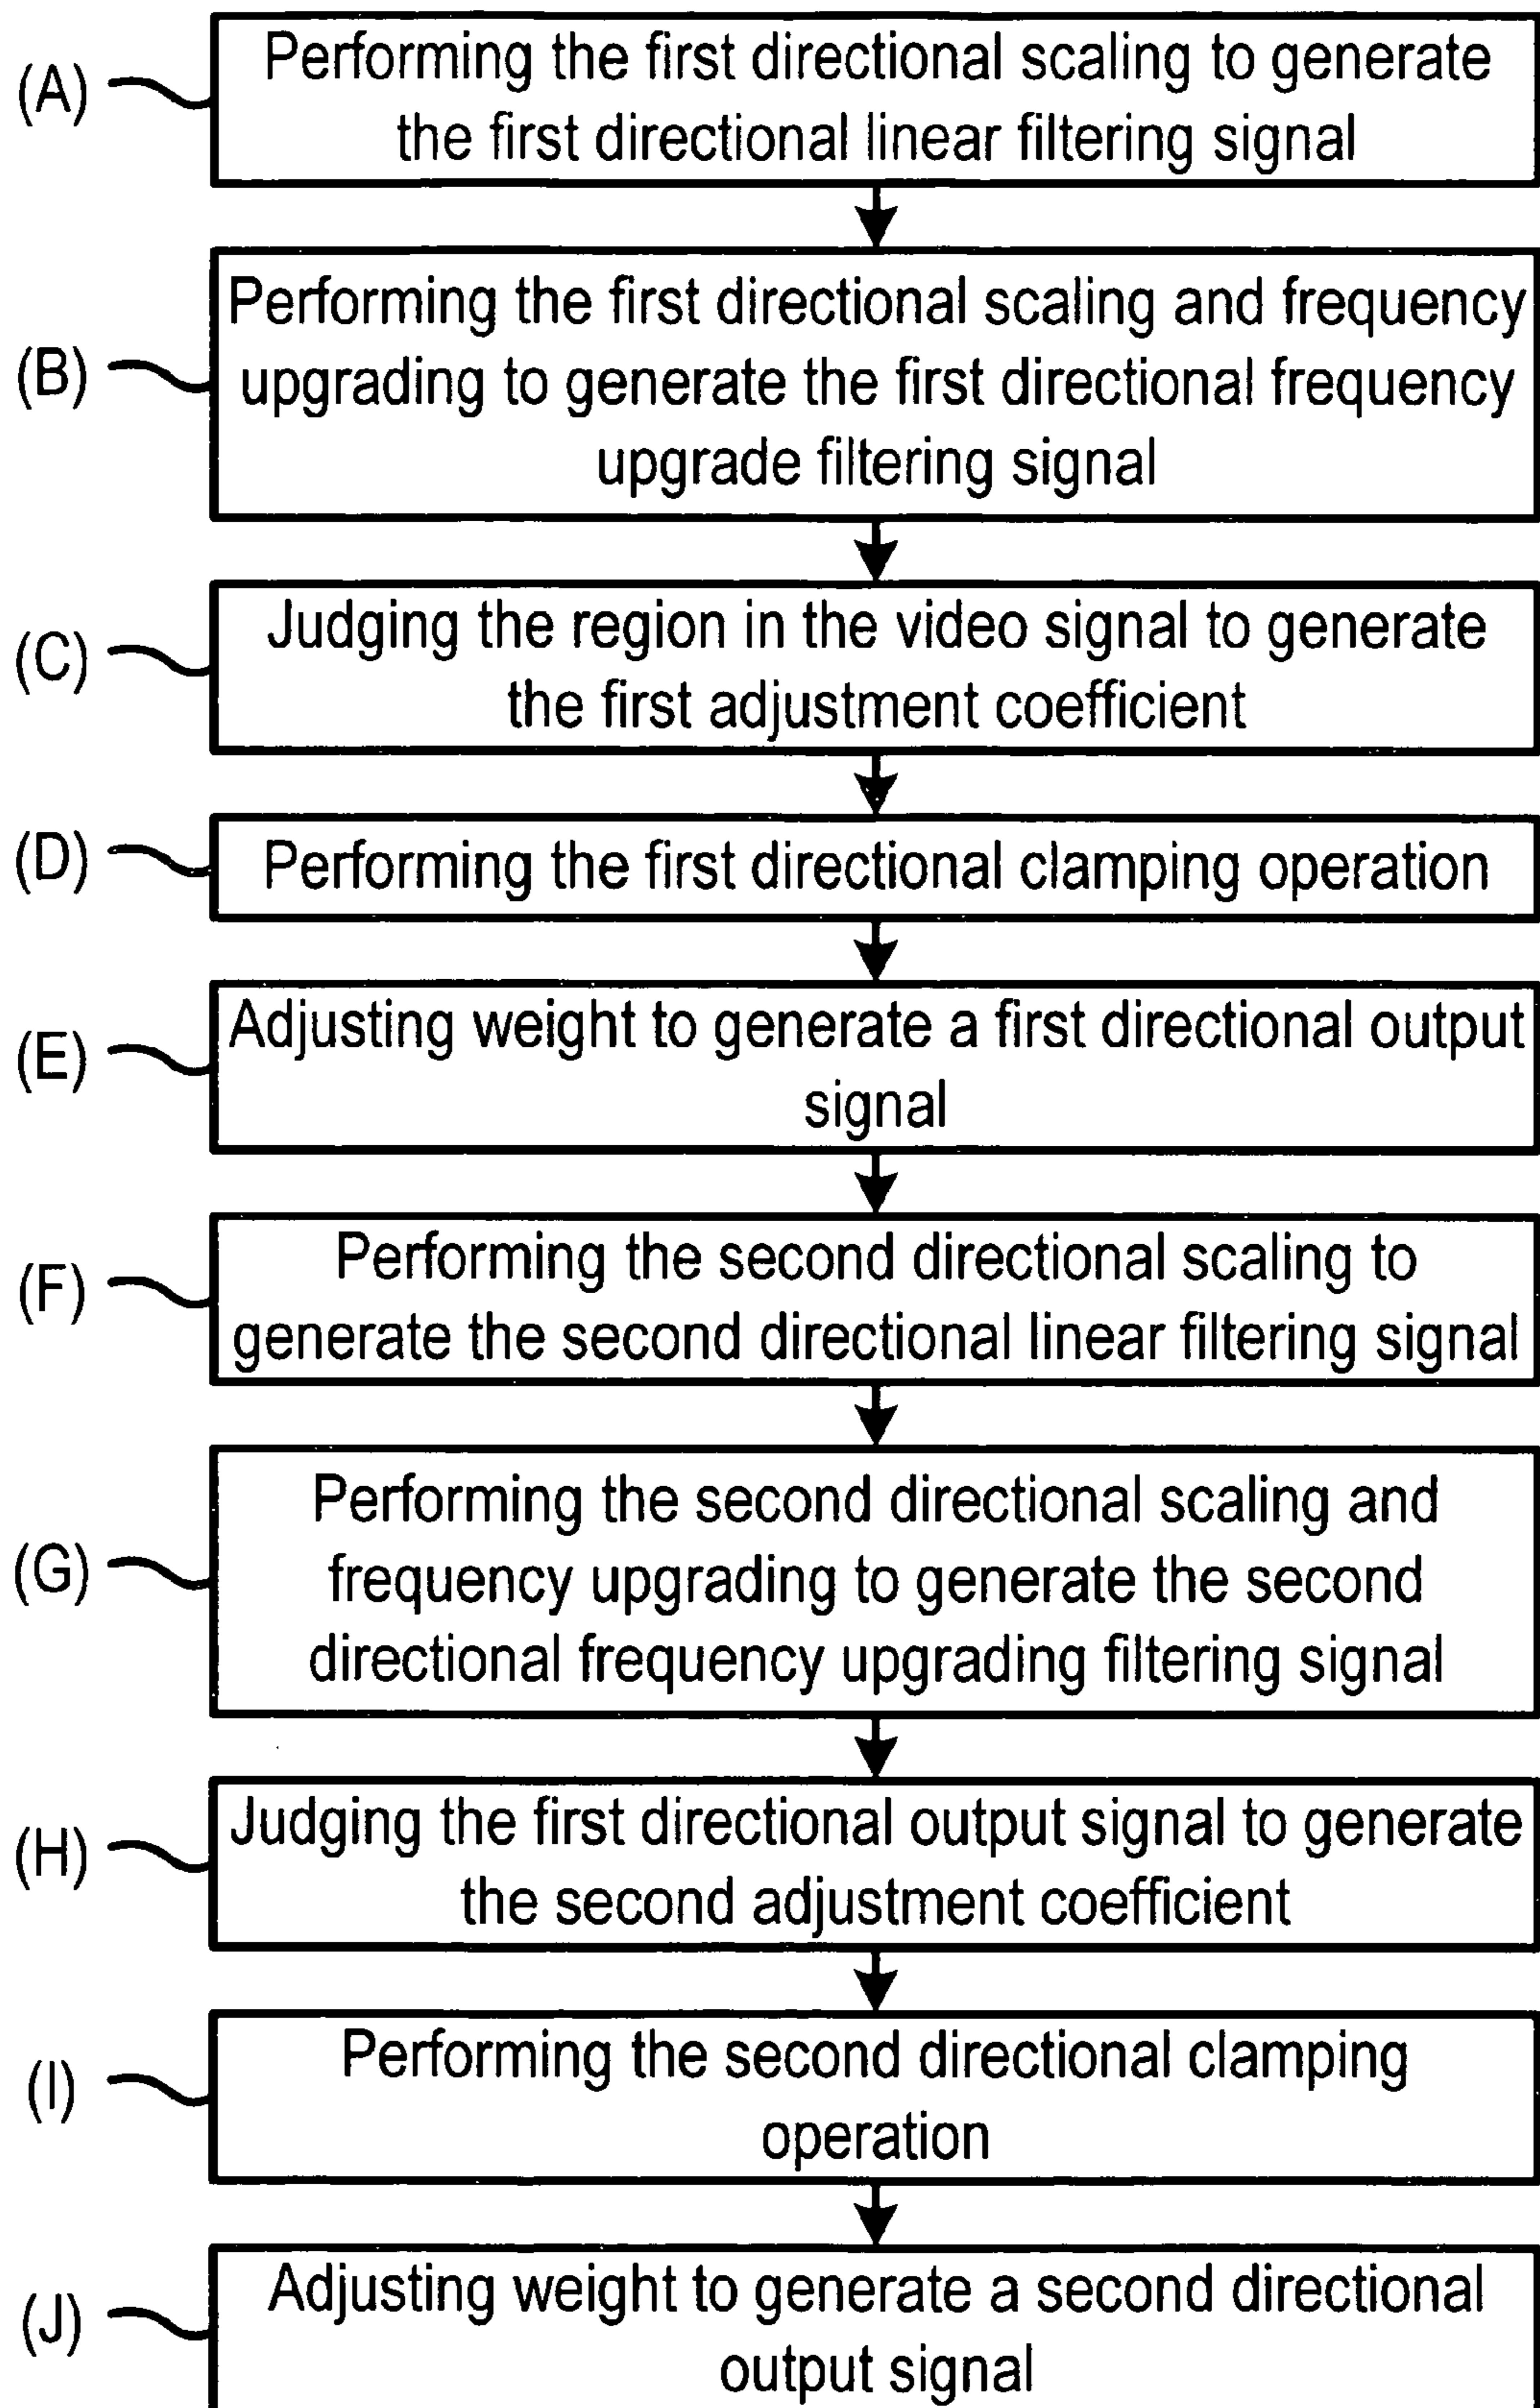 (A)
Performing the first directional scaling to generate
the first directional linear filtering signal
(B)
Performing the first directional scaling and frequency
upgrading to generate the first directional frequency
upgrade filtering signal
(C)
Judging the region in the video signal to generate
the first adjustment coefficient
(D)
Performing the first directional clamping operation
(E)
Adjusting weight to generate a first directional output
signal
(F)
Performing the second directional scaling to
generate the second directional linear filtering signal
(G)
Performing the second directional scaling and
frequency upgrading to generate the second
directional frequency upgrading filtering signal
(H)
Judging the first directional output signal to generate
the second adjustment coefficient
(I)
Performing the second directional clamping
operation
(J)
Adjusting weight to generate a second directional
output signal